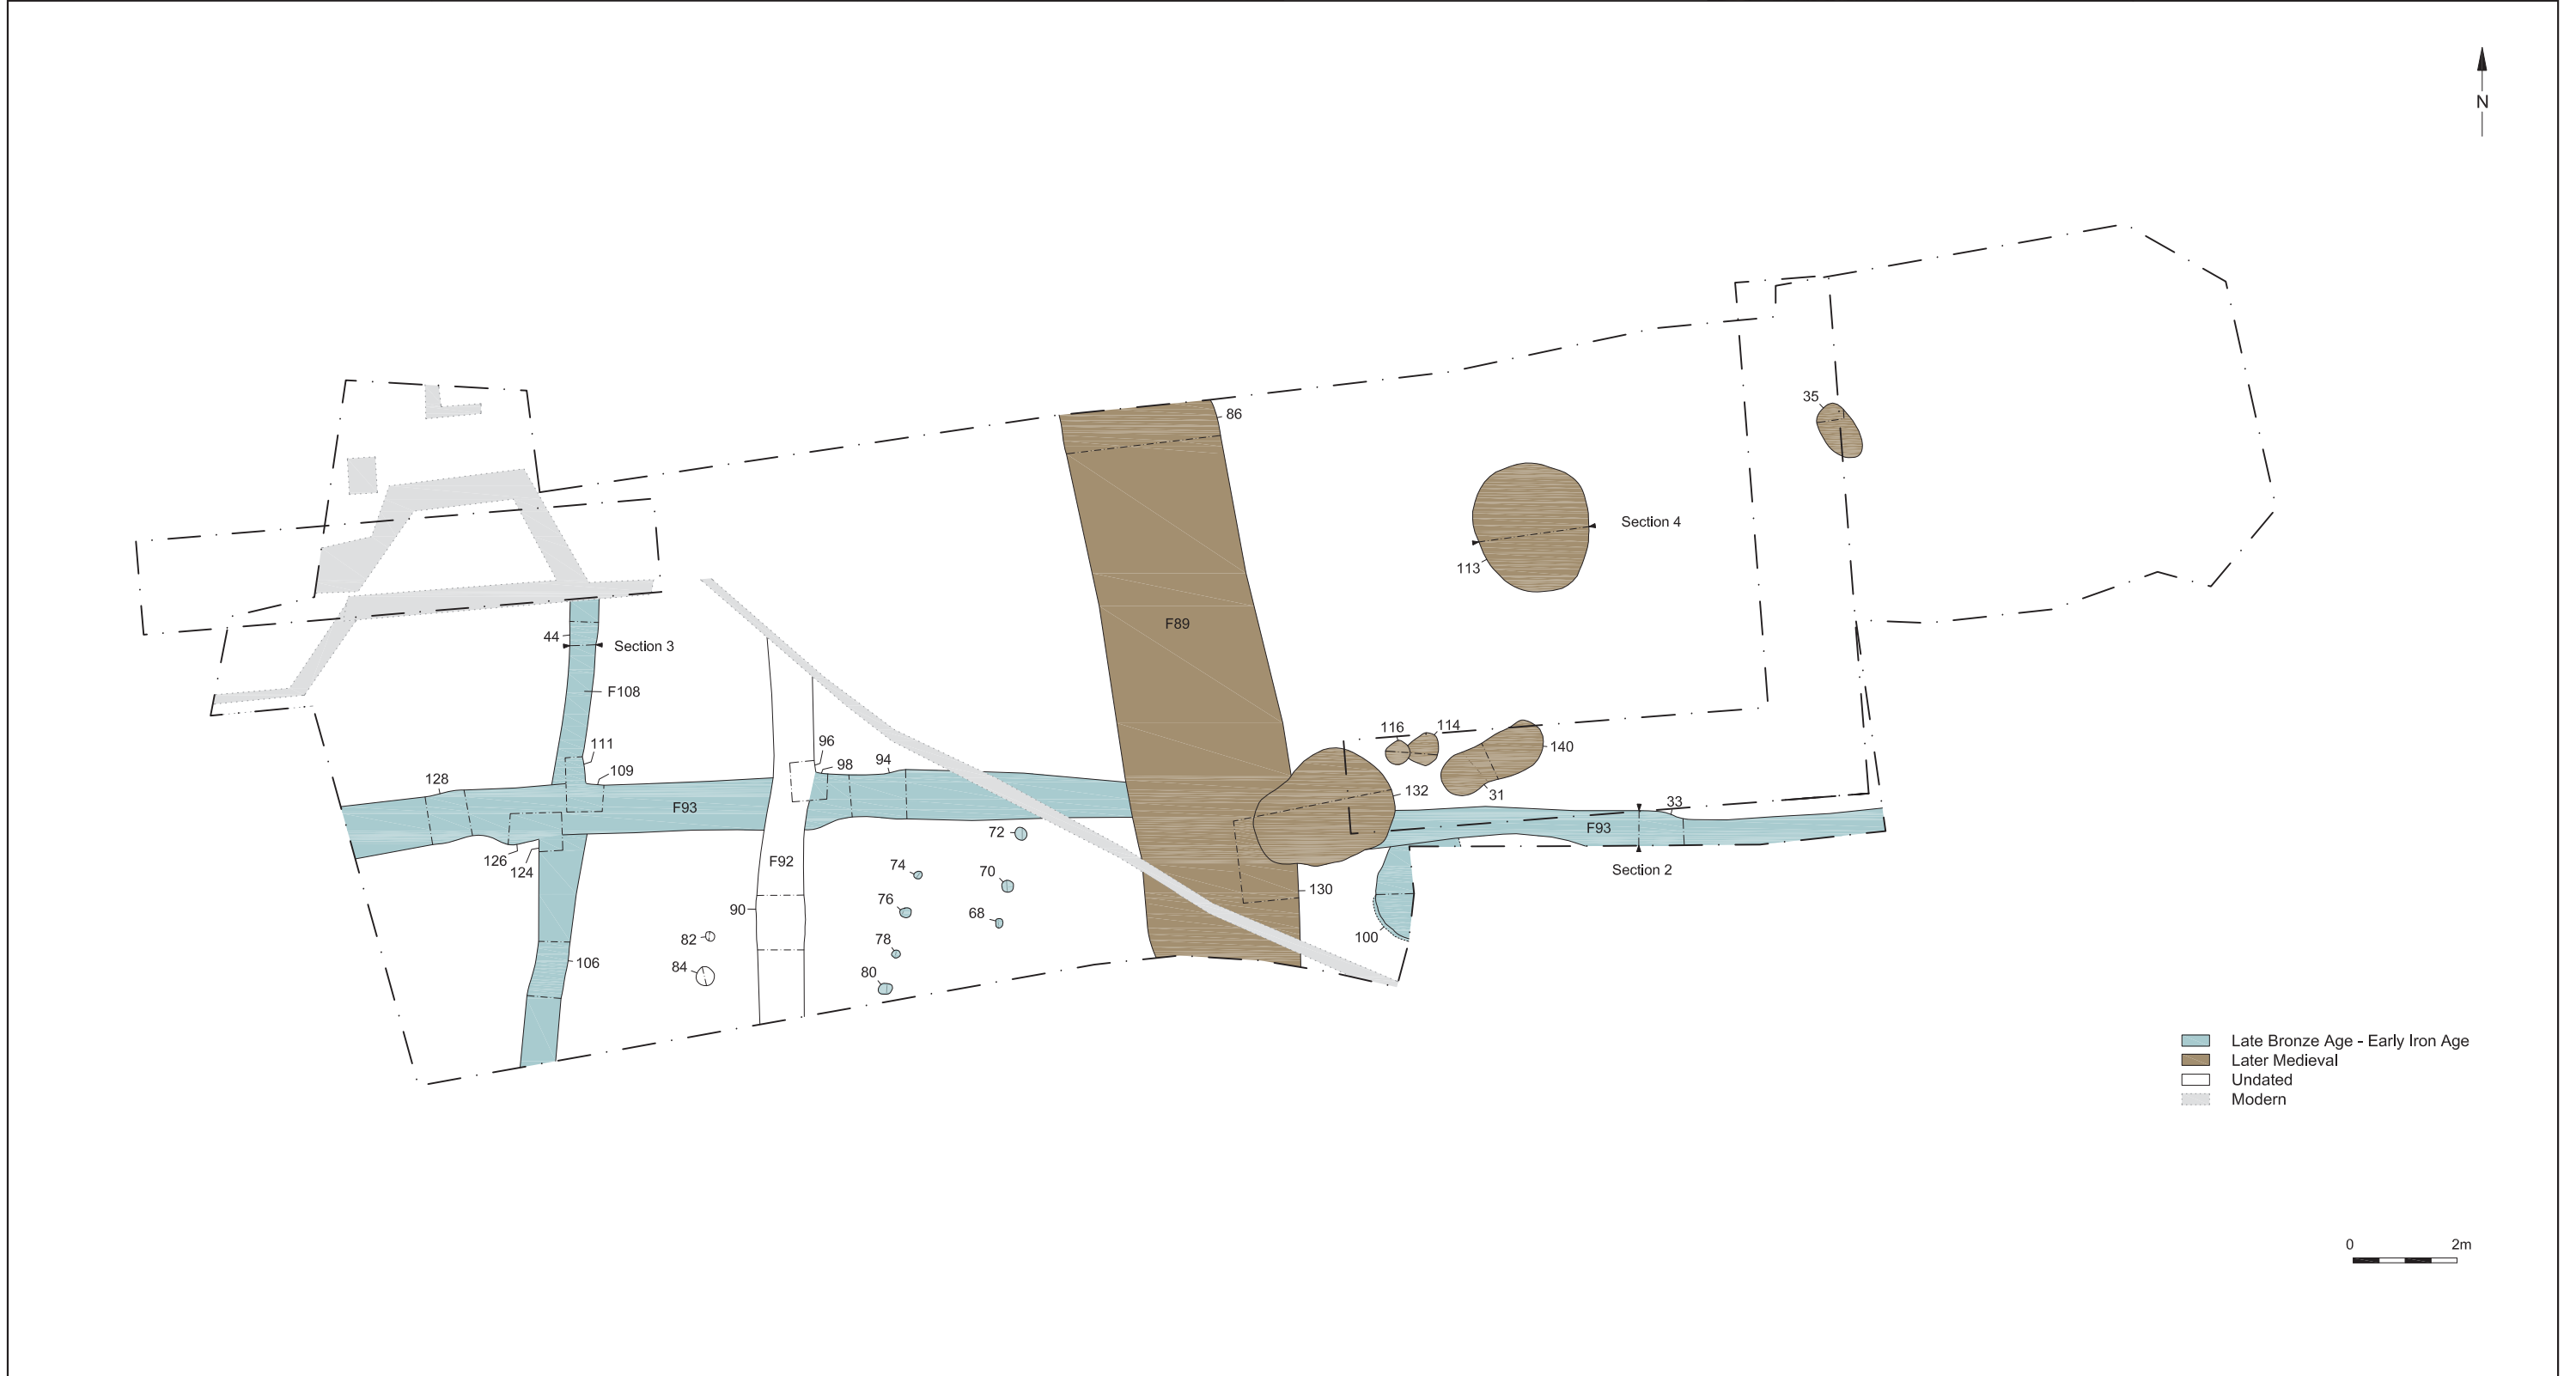 N
35
86
Section 4
113
F89
44
Section 3
F108
116
114
140
111
96
98
94
109
128
132
31
33
F93
F93
72
126
124
F92
74
70
Section 2
76
90
130
68
82
78
100
84
106
80
Late Bronze Age - Early Iron Age
Later Medieval
Undated
Modern
0 2m